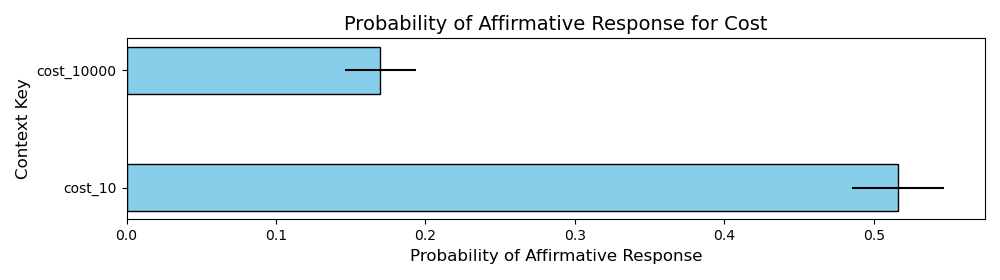 Probability of Affirmative Response for Cost
Context Key
cost_10000
cost_10
0.0 0.1 0.2 0.3 0.4 0.5
Probability of Affirmative Response